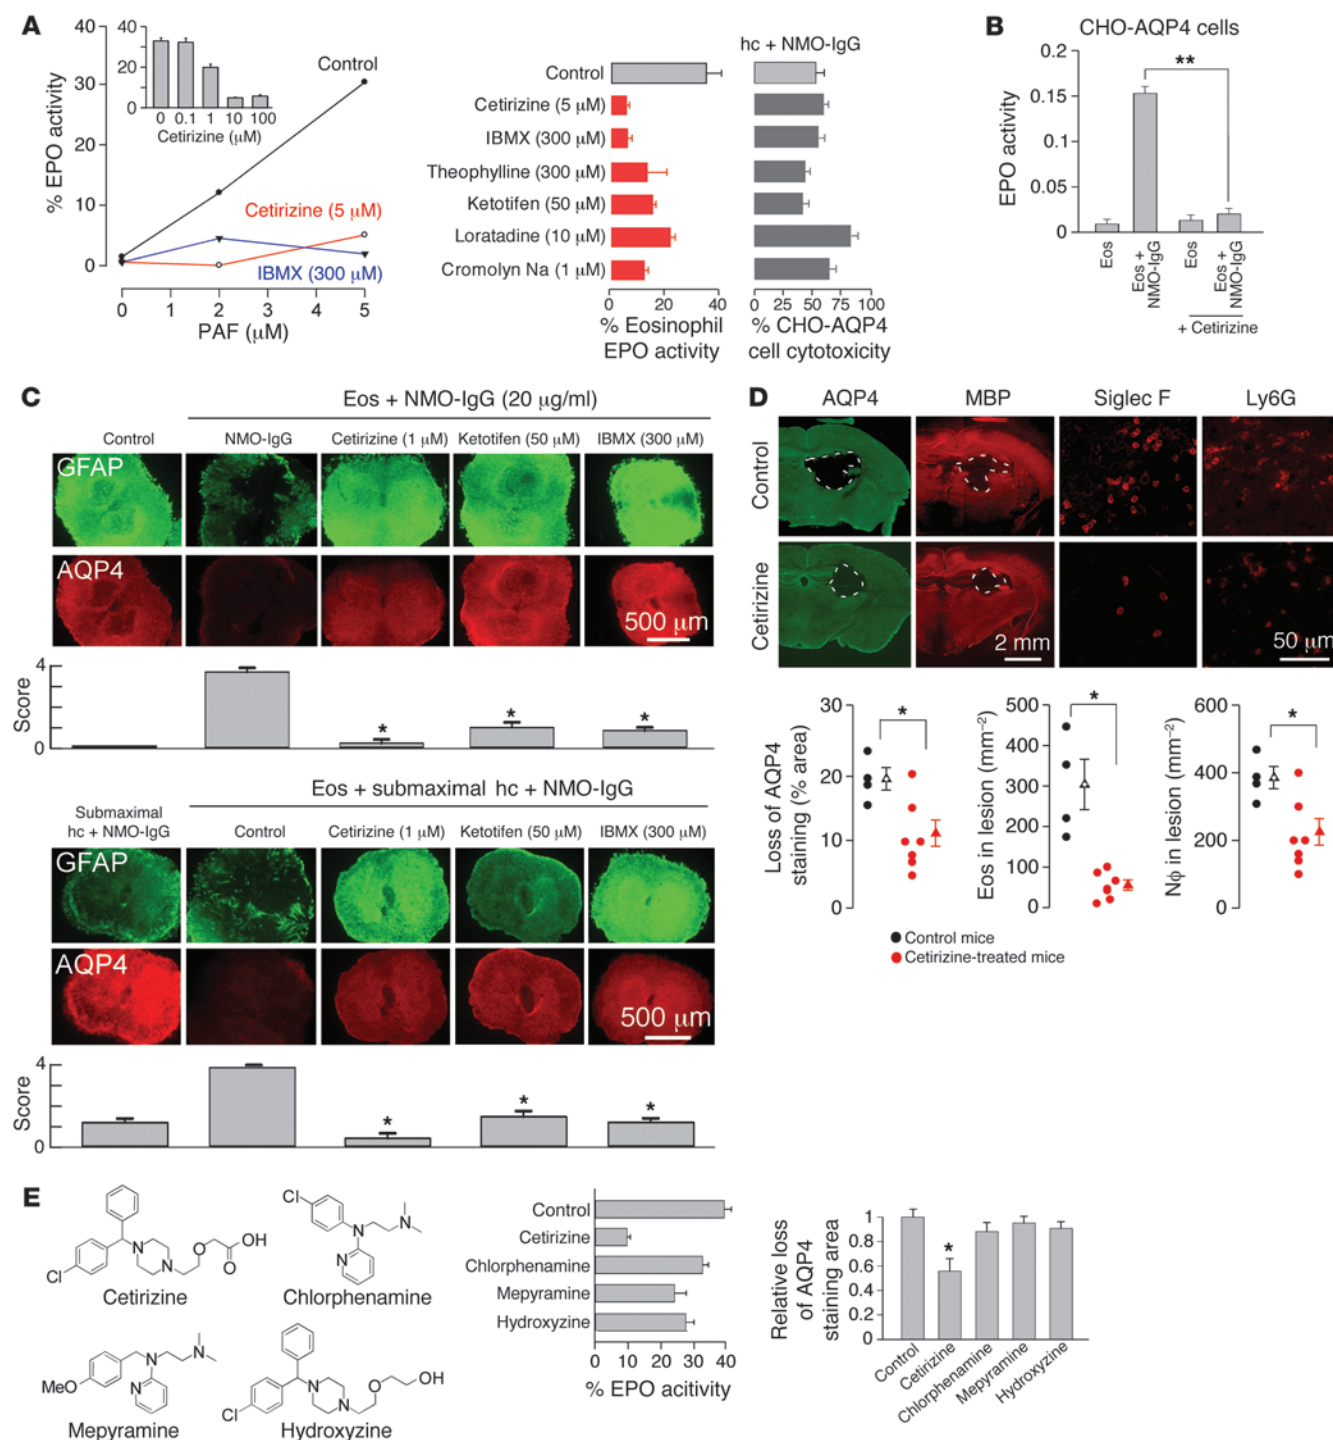 A
% EPO activity
40
30
20
10
0
40
20
0
0 0.1 1 10 100
Cetirizine (μM)
Control
Cetirizine (5 μM)
IBMX (300 μM)
0 1 2 3 4 5
PAF (μM)
hc + NMO-IgG
Control
Cetirizine (5 μM)
IBMX (300 μM)
Theophylline (300 μM)
Ketotifen (50 μM)
Loratadine (10 μM)
Cromolyn Na (1 μM)
0 20 40
% Eosinophil
EPO activity
0 25 50 75 100
% CHO-AQP4
cell cytotoxicity
B
CHO-AQP4 cells
EPO activity
0.2
0.15
0.1
0.05
0
**
Eos
Eos +
NMO-IgG
Eos
Eos +
NMO-IgG
+ Cetirizine
C
Eos + NMO-IgG (20 μg/ml)
Control NMO-IgG Cetirizine (1 μM) Ketotifen (50 μM) IBMX (300 μM)
GFAP
AQP4
500 μm
Score
4
0
* * *
Eos + submaximal hc + NMO-IgG
Submaximal
hc + NMO-IgG Control Cetirizine (1 μM) Ketotifen (50 μM) IBMX (300 μM)
GFAP
AQP4
500 μm
Score
4
0
* * *
D
AQP4 MBP Siglec F Ly6G
Control
Cetirizine
2 mm
50 μm
Loss of AQP4
staining (% area)
30
20
10
0
*
Eos in lesion (mm⁻²)
500
400
300
200
100
0
*
Nϕ in lesion (mm⁻²)
600
400
200
0
*
Control mice
Cetirizine-treated mice
E
Cl
N
N
O
OH
O
Cetirizine
Cl
N
N
N
Chlorphenamine
MeO
N
N
N
Mepyramine
Cl
N
N
O
OH
Hydroxyzine
Control
Cetirizine
Chlorphenamine
Mepyramine
Hydroxyzine
0 10 20 30 40
% EPO acitivity
Relative loss
of AQP4
staining area
1
0.8
0.6
0.4
0.2
0
*
Control
Cetirizine
Chlorphenamine
Mepyramine
Hydroxyzine